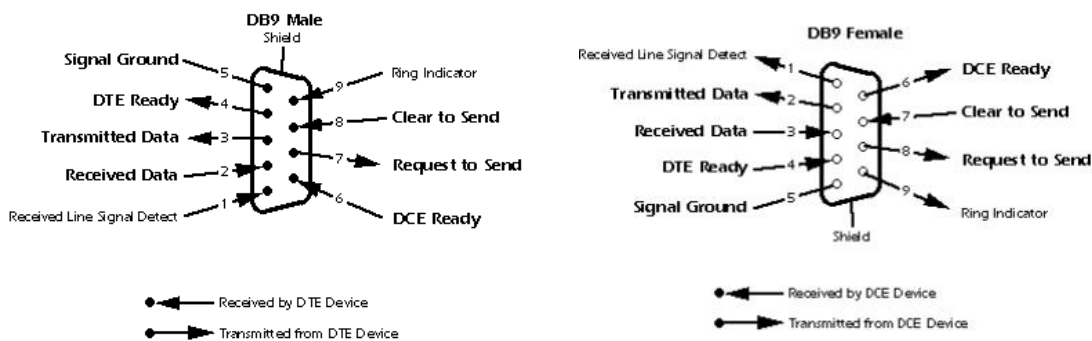 DB9 Male
Shield
Signal Ground
5
9
Ring Indicator
DTE Ready
4
8
Clear to Send
Transmitted Data
3
7
Request to Send
Received Data
2
6
DCE Ready
Received Line Signal Detect
1
Received by DTE Device
Transmitted from DTE Device
DB9 Female
Received Line Signal Detect
1
6
DCE Ready
Transmitted Data
2
7
Clear to Send
Received Data
3
8
Request to Send
DTE Ready
4
9
Ring Indicator
Signal Ground
5
Shield
Received by DCE Device
Transmitted from DCE Device